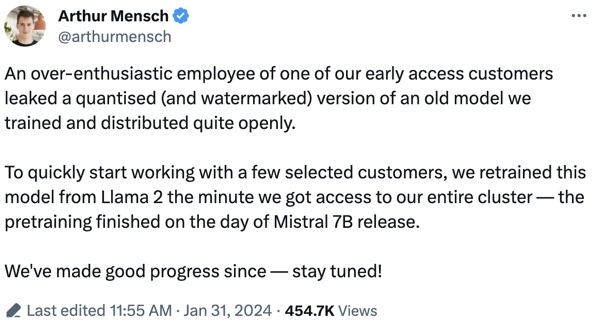 Arthur Mensch
@arthurmensch
An over-enthusiastic employee of one of our early access customers
leaked a quantised (and watermarked) version of an old model we
trained and distributed quite openly.
To quickly start working with a few selected customers, we retrained this
model from Llama 2 the minute we got access to our entire cluster — the
pretraining finished on the day of Mistral 7B release.
We've made good progress since — stay tuned!
Last edited 11:55 AM · Jan 31, 2024 · 454.7K Views